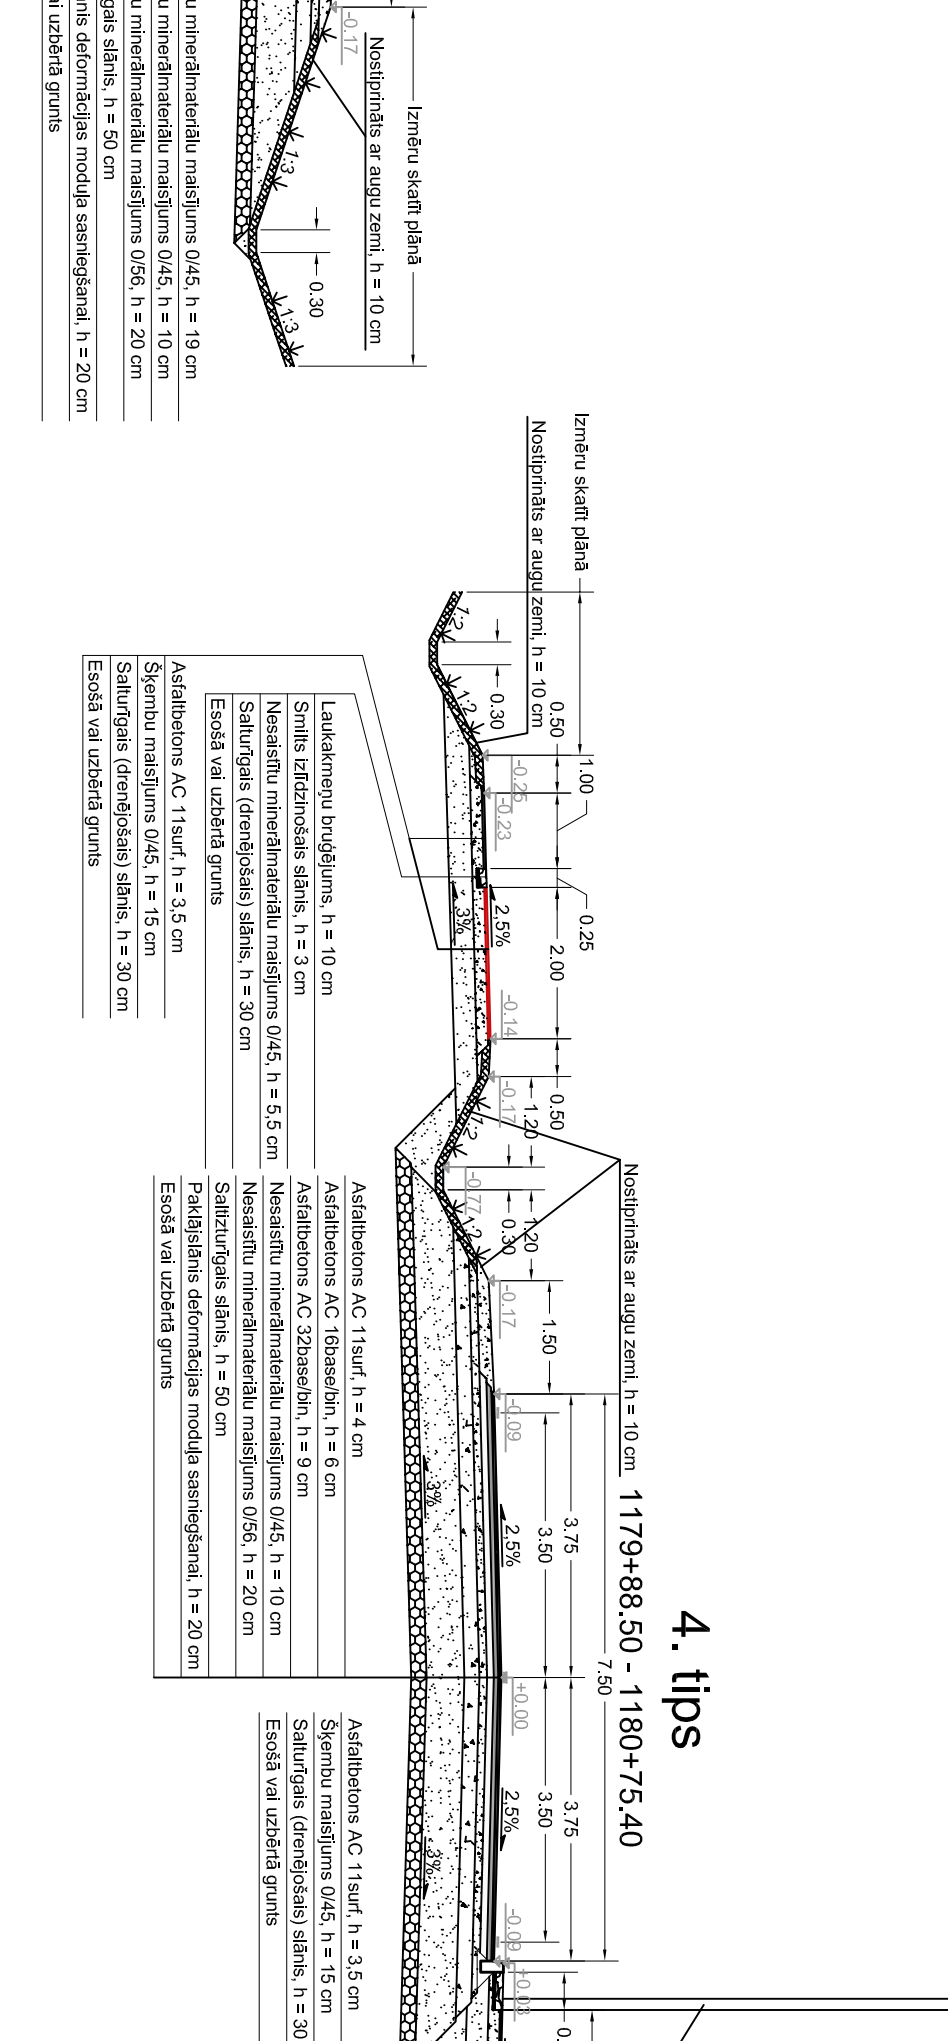 4. tips
1179+88.50 - 1180+75.40
Izmēru skatīt plānā
Nostiprināts ar augu zemi, h = 10 cm
-0.17
1:3
0.30
1:3
u minerālmateriālu maisījums 0/45, h = 19 cm
u minerālmateriālu maisījums 0/45, h = 10 cm
u minerālmateriālu maisījums 0/56, h = 20 cm
gais slānis, h = 50 cm
nis deformācijas moduļa sasniegšanai, h = 20 cm
ai uzbērtā grunts
Izmēru skatīt plānā
Nostiprināts ar augu zemi, h = 10 cm
1:2
0.30
1:2
0.50
1.00
-0.25
-0.23
0.25
2,5%
3%
2.00
-0.14
0.50
-0.17
1.20
1:2
-0.77
0.30
1.20
1:2
-0.17
Nostiprināts ar augu zemi, h = 10 cm
1.50
-0.09
3.75
3.50
7.50
2,5%
3%
+0.00
3.75
3.50
2,5%
3%
-0.09
+0.03
0.
Laukakmeņu bruģējums, h = 10 cm
Smilts izlīdzinošais slānis, h = 3 cm
Nesaistītu minerālmateriālu maisījums 0/45, h = 5,5 cm
Salturīgais (drenējošais) slānis, h = 30 cm
Esošā vai uzbērtā grunts
Asfaltbetons AC 11surf, h = 3,5 cm
Šķembu maisījums 0/45, h = 15 cm
Salturīgais (drenējošais) slānis, h = 30 cm
Esošā vai uzbērtā grunts
Asfaltbetons AC 11surf, h = 4 cm
Asfaltbetons AC 16base/bin, h = 6 cm
Asfaltbetons AC 32base/bin, h = 9 cm
Nesaistītu minerālmateriālu maisījums 0/45, h = 10 cm
Nesaistītu minerālmateriālu maisījums 0/56, h = 20 cm
Saltizturīgais slānis, h = 50 cm
Paklājslānis deformācijas moduļa sasniegšanai, h = 20 cm
Esošā vai uzbērtā grunts
Asfaltbetons AC 11surf, h = 3,5 cm
Šķembu maisījums 0/45, h = 15 cm
Salturīgais (drenējošais) slānis, h = 30
Esošā vai uzbērtā grunts